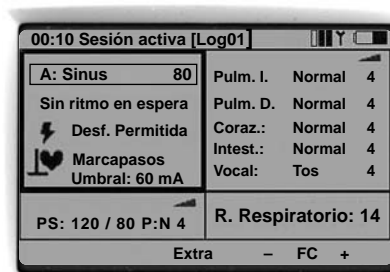 00:10 Sesión activa [Log01]
A: Sinus 80
Sin ritmo en espera
Desf. Permitida
Marcapasos
Umbral: 60 mA
PS: 120 / 80 P:N 4
Pulm. I. Normal 4
Pulm. D. Normal 4
Coraz.: Normal 4
Intest.: Normal 4
Vocal: Tos 4
R. Respiratorio: 14
Extra – FC +